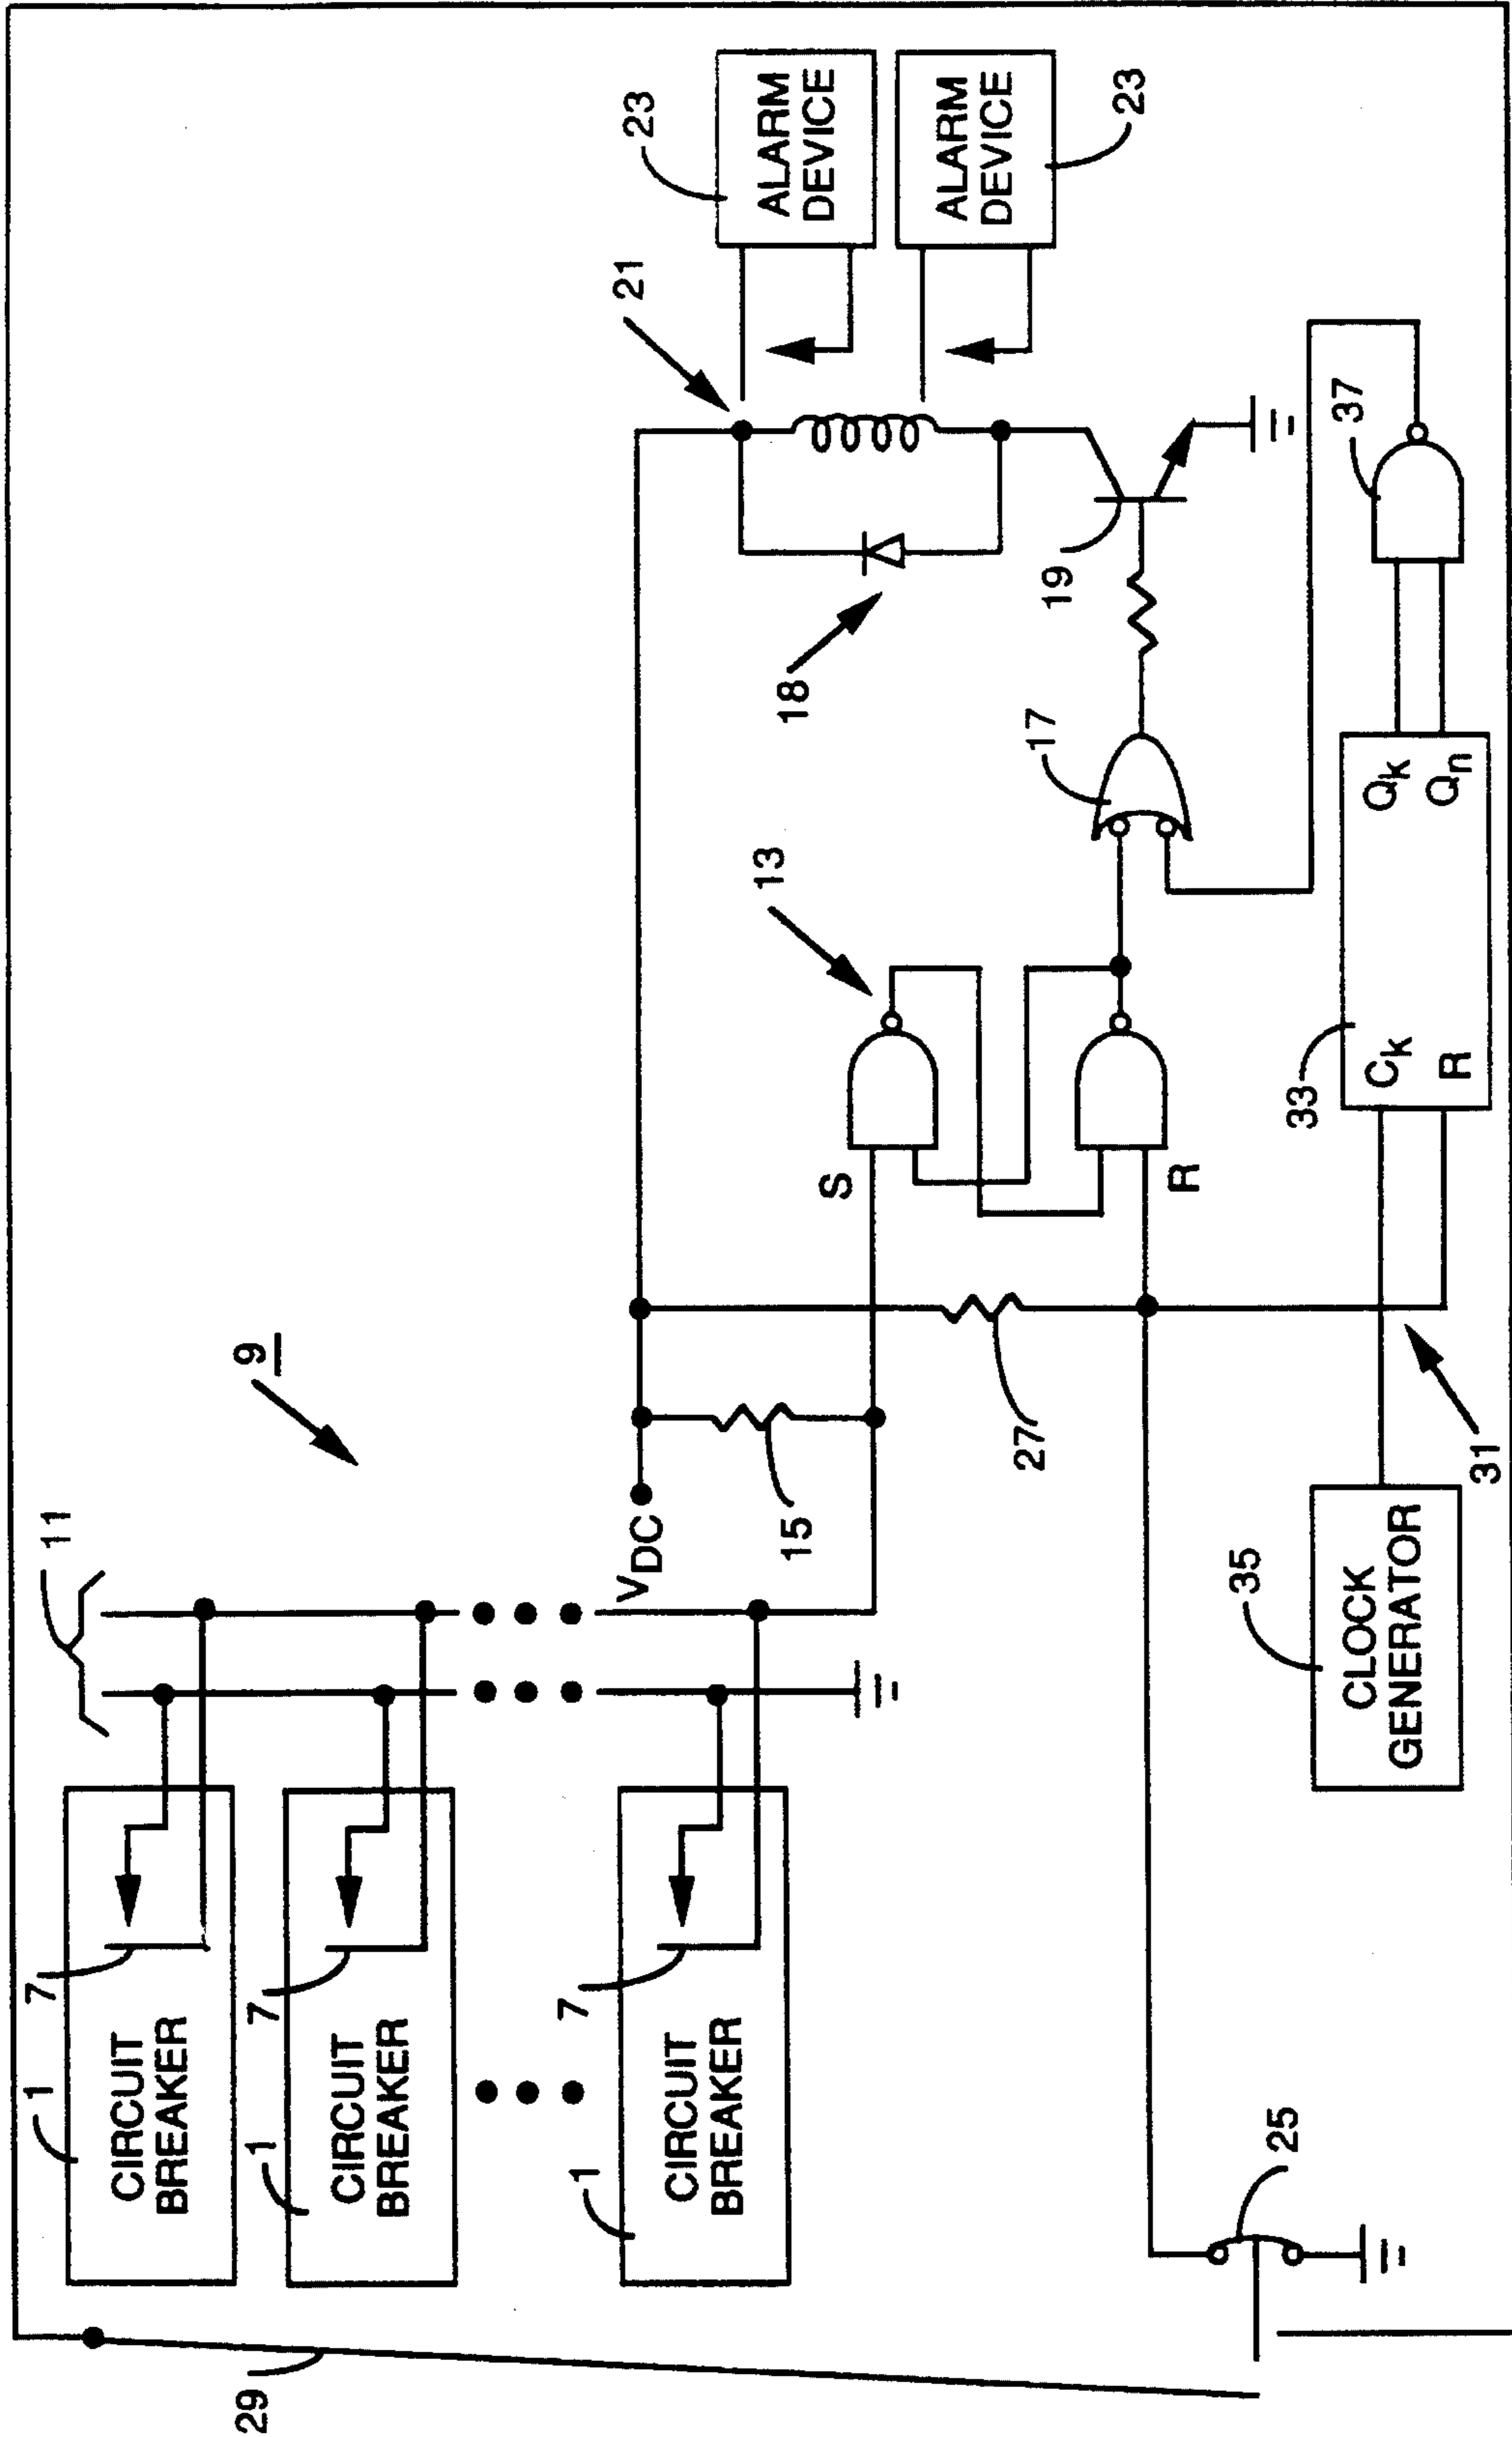 29
1
CIRCUIT
BREAKER
7
11
1
CIRCUIT
BREAKER
7
1
CIRCUIT
BREAKER
7
9
VDC
15
27
S
R
13
17
18
19
21
23
ALARM
DEVICE
ALARM
DEVICE
23
25
35
CLOCK
GENERATOR
31
33
Ck
R
Qk
Qn
37